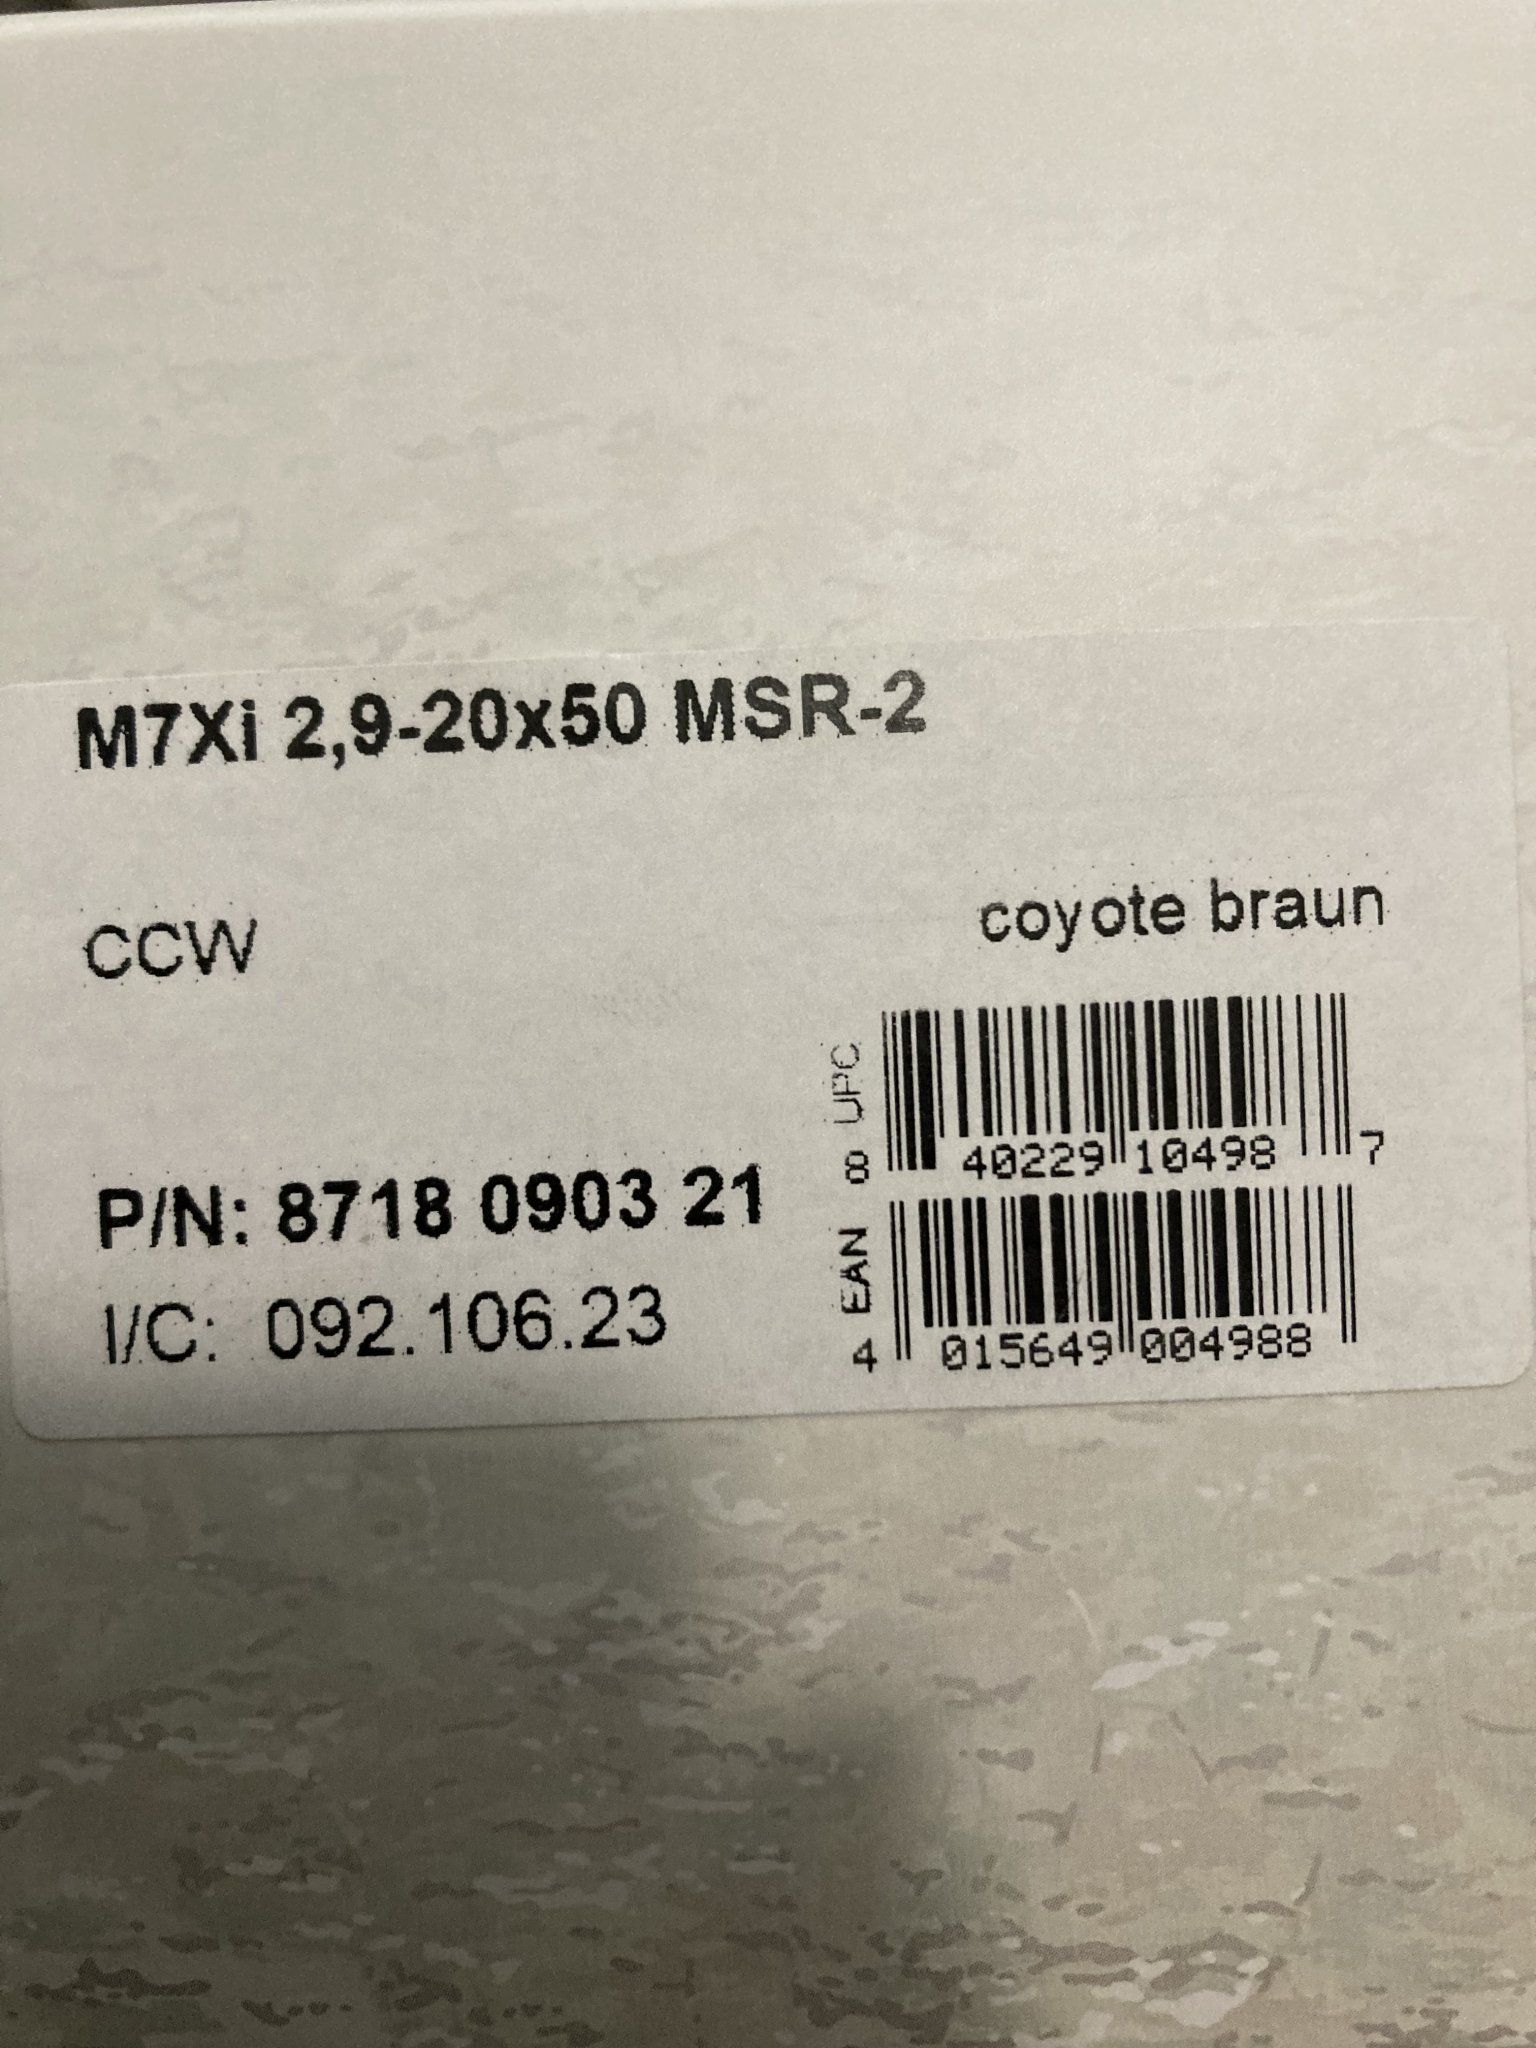 M7Xi 2,9-20x50 MSR-2
CCW
coyote braun
UPC
8 40229 10498 7
P/N: 8718 0903 21
I/C: 092.106.23
EAN
4 015649 004988